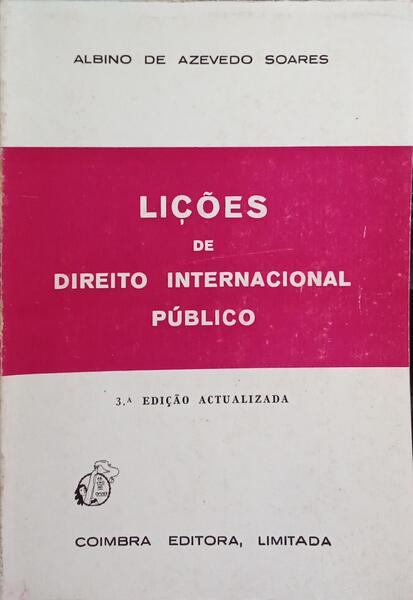 ALBINO DE AZEVEDO SOARES
LIÇÕES
DE
DIREITO INTERNACIONAL
PÚBLICO
3.ᴬ EDIÇÃO ACTUALIZADA
COIMBRA EDITORA, LIMITADA